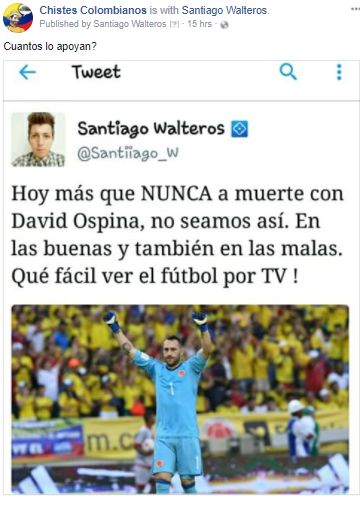 Chistes Colombianos is with Santiago Walteros.
Published by Santiago Walteros [?] · 15 hrs ·
Cuantos lo apoyan?
Tweet
Santiago Walteros
@Santiiago_W
Hoy más que NUNCA a muerte con
David Ospina, no seamos así. En
las buenas y también en las malas.
Qué fácil ver el fútbol por TV !